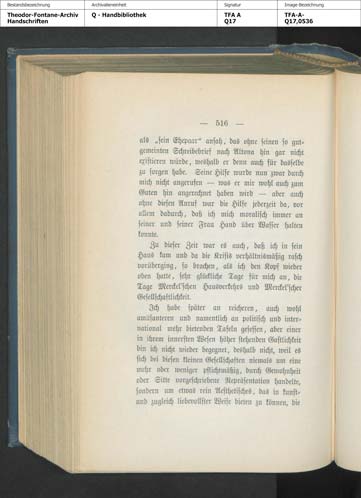 Bestandsbezeichnung
Archivalieneinheit
Signatur
Image Bezeichnung
Theodor-Fontane-Archiv
Handschriften
Q - Handbibliothek
TFA A
Q17
TFA-A-
Q17,0536
— 516 —
als „sein Ehepaar“ ansah, das ohne seinen so gut-
gemeinten Schreibebrief nach Altona hin gar nicht
existieren würde, weshalb er denn auch für dasselbe
zu sorgen habe. Seine Hilfe wurde nun zwar durch
mich nicht angerufen — was er mir wohl auch zum
Guten hin angerechnet haben wird — aber auch
ohne diesen Anruf war die Hilfe jederzeit da, vor
allem dadurch, daß ich mich moralisch immer an
seiner und seiner Frau Hand über Wasser halten
konnte.
Zu dieser Zeit war es auch, daß ich in sein
Haus kam und da die Krisis verhältnismäßig rasch
vorüberging, so brachen, als ich den Kopf wieder
oben hatte, sehr glückliche Tage für mich an, die
Tage Merckel'schen Hausverkehrs und Merckel'scher
Gesellschaftlichkeit.
Ich habe später an reicheren, auch wohl
amüsanteren und namentlich an politisch und inter-
national mehr bietenden Tafeln gesessen, aber einer
in ihrem innersten Wesen höher stehenden Gastlichkeit
bin ich nicht wieder begegnet, deshalb nicht, weil es
sich bei diesen kleinen Gesellschaften niemals um eine
mehr oder weniger pflichtmäßig, durch Gewohnheit
oder Sitte vorgeschriebene Repräsentation handelte,
sondern um etwas rein Aesthetisches, das in kunst-
und zugleich liebevollster Weise bieten zu können, die